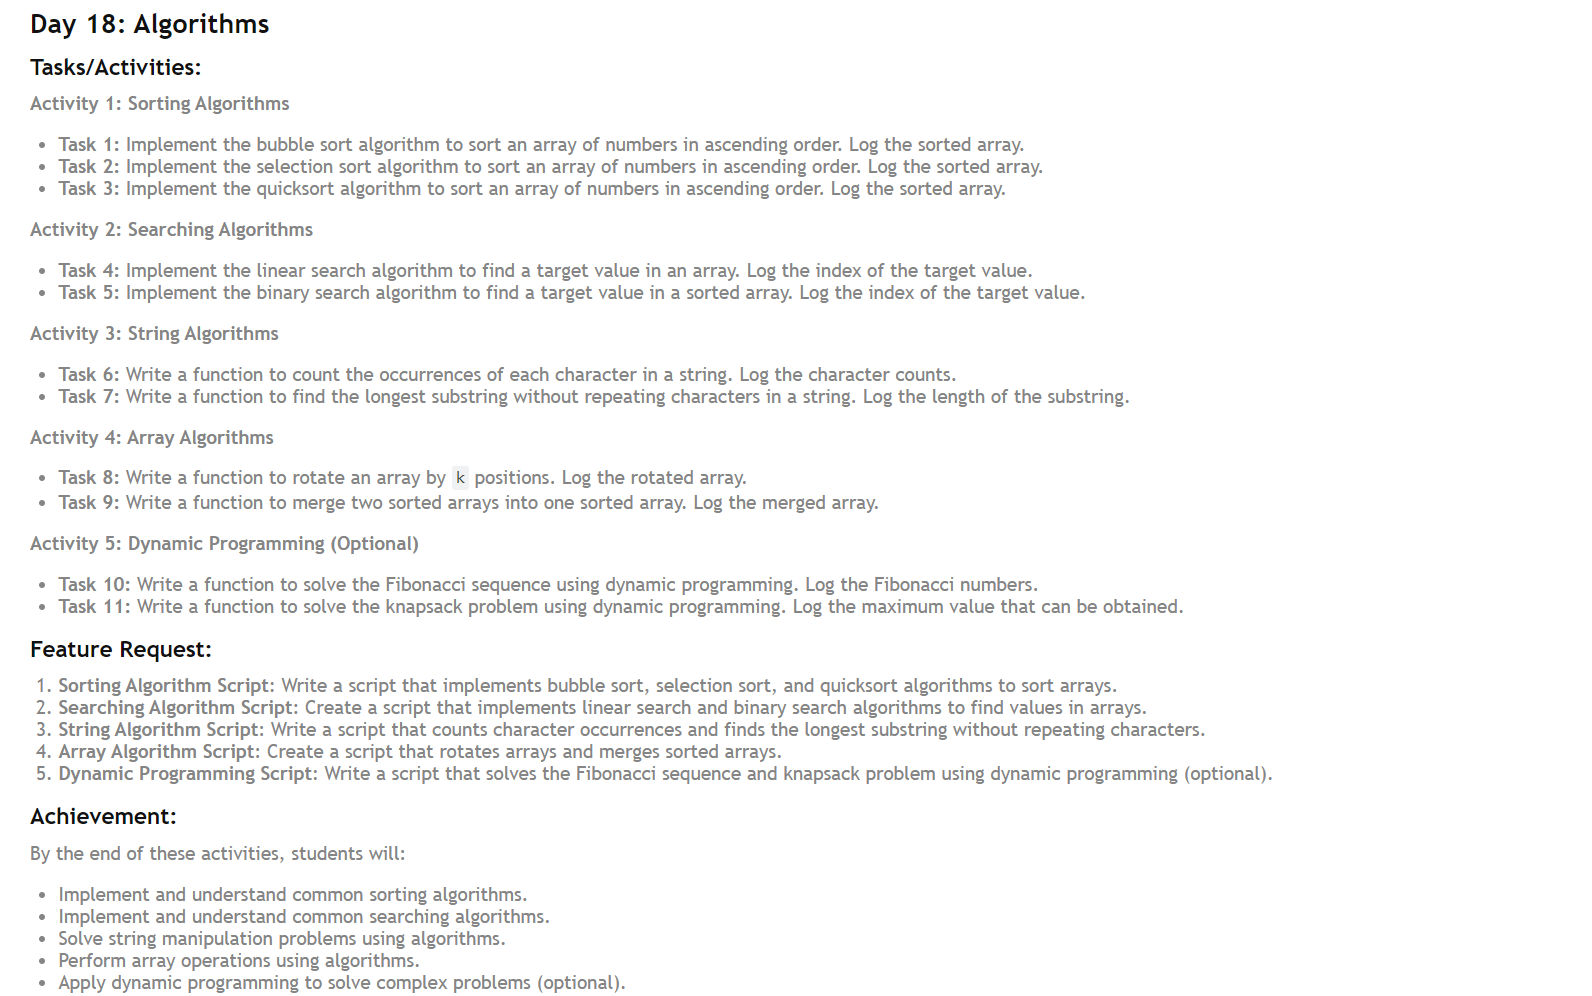 Day 18: Algorithms
Tasks/Activities:
Activity 1: Sorting Algorithms
• Task 1: Implement the bubble sort algorithm to sort an array of numbers in ascending order. Log the sorted array.
• Task 2: Implement the selection sort algorithm to sort an array of numbers in ascending order. Log the sorted array.
• Task 3: Implement the quicksort algorithm to sort an array of numbers in ascending order. Log the sorted array.
Activity 2: Searching Algorithms
• Task 4: Implement the linear search algorithm to find a target value in an array. Log the index of the target value.
• Task 5: Implement the binary search algorithm to find a target value in a sorted array. Log the index of the target value.
Activity 3: String Algorithms
• Task 6: Write a function to count the occurrences of each character in a string. Log the character counts.
• Task 7: Write a function to find the longest substring without repeating characters in a string. Log the length of the substring.
Activity 4: Array Algorithms
• Task 8: Write a function to rotate an array by k positions. Log the rotated array.
• Task 9: Write a function to merge two sorted arrays into one sorted array. Log the merged array.
Activity 5: Dynamic Programming (Optional)
• Task 10: Write a function to solve the Fibonacci sequence using dynamic programming. Log the Fibonacci numbers.
• Task 11: Write a function to solve the knapsack problem using dynamic programming. Log the maximum value that can be obtained.
Feature Request:
1. Sorting Algorithm Script: Write a script that implements bubble sort, selection sort, and quicksort algorithms to sort arrays.
2. Searching Algorithm Script: Create a script that implements linear search and binary search algorithms to find values in arrays.
3. String Algorithm Script: Write a script that counts character occurrences and finds the longest substring without repeating characters.
4. Array Algorithm Script: Create a script that rotates arrays and merges sorted arrays.
5. Dynamic Programming Script: Write a script that solves the Fibonacci sequence and knapsack problem using dynamic programming (optional).
Achievement:
By the end of these activities, students will:
• Implement and understand common sorting algorithms.
• Implement and understand common searching algorithms.
• Solve string manipulation problems using algorithms.
• Perform array operations using algorithms.
• Apply dynamic programming to solve complex problems (optional).